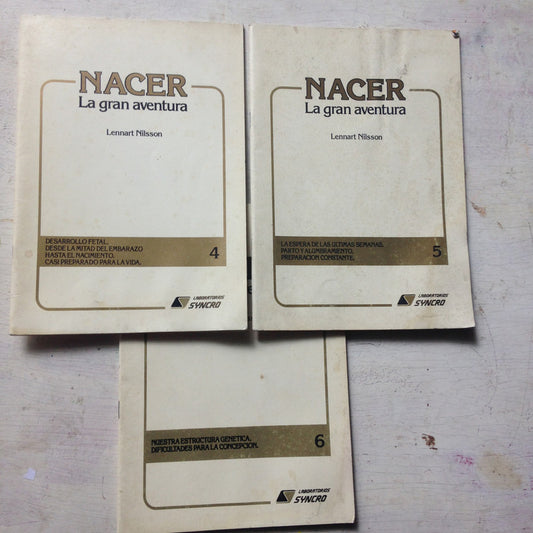 NACER
La gran aventura
Lennart Nilsson
DESARROLLO FETAL.
DESDE LA MITAD DEL EMBARAZO
HASTA EL NACIMIENTO.
CASI PREPARADO PARA LA VIDA.
4
LABORATORIOS
SYNCRO
NACER
La gran aventura
Lennart Nilsson
LA ESPERA DE LAS ULTIMAS SEMANAS.
PARTO Y ALOMBRAMIENTO.
PREPARACION CONSTANTE.
5
LABORATORIOS
SYNCRO
NUESTRA ESTRUCTURA GENETICA.
DIFICULTADES PARA LA CONCEPCION.
6
LABORATORIOS
SYNCRO